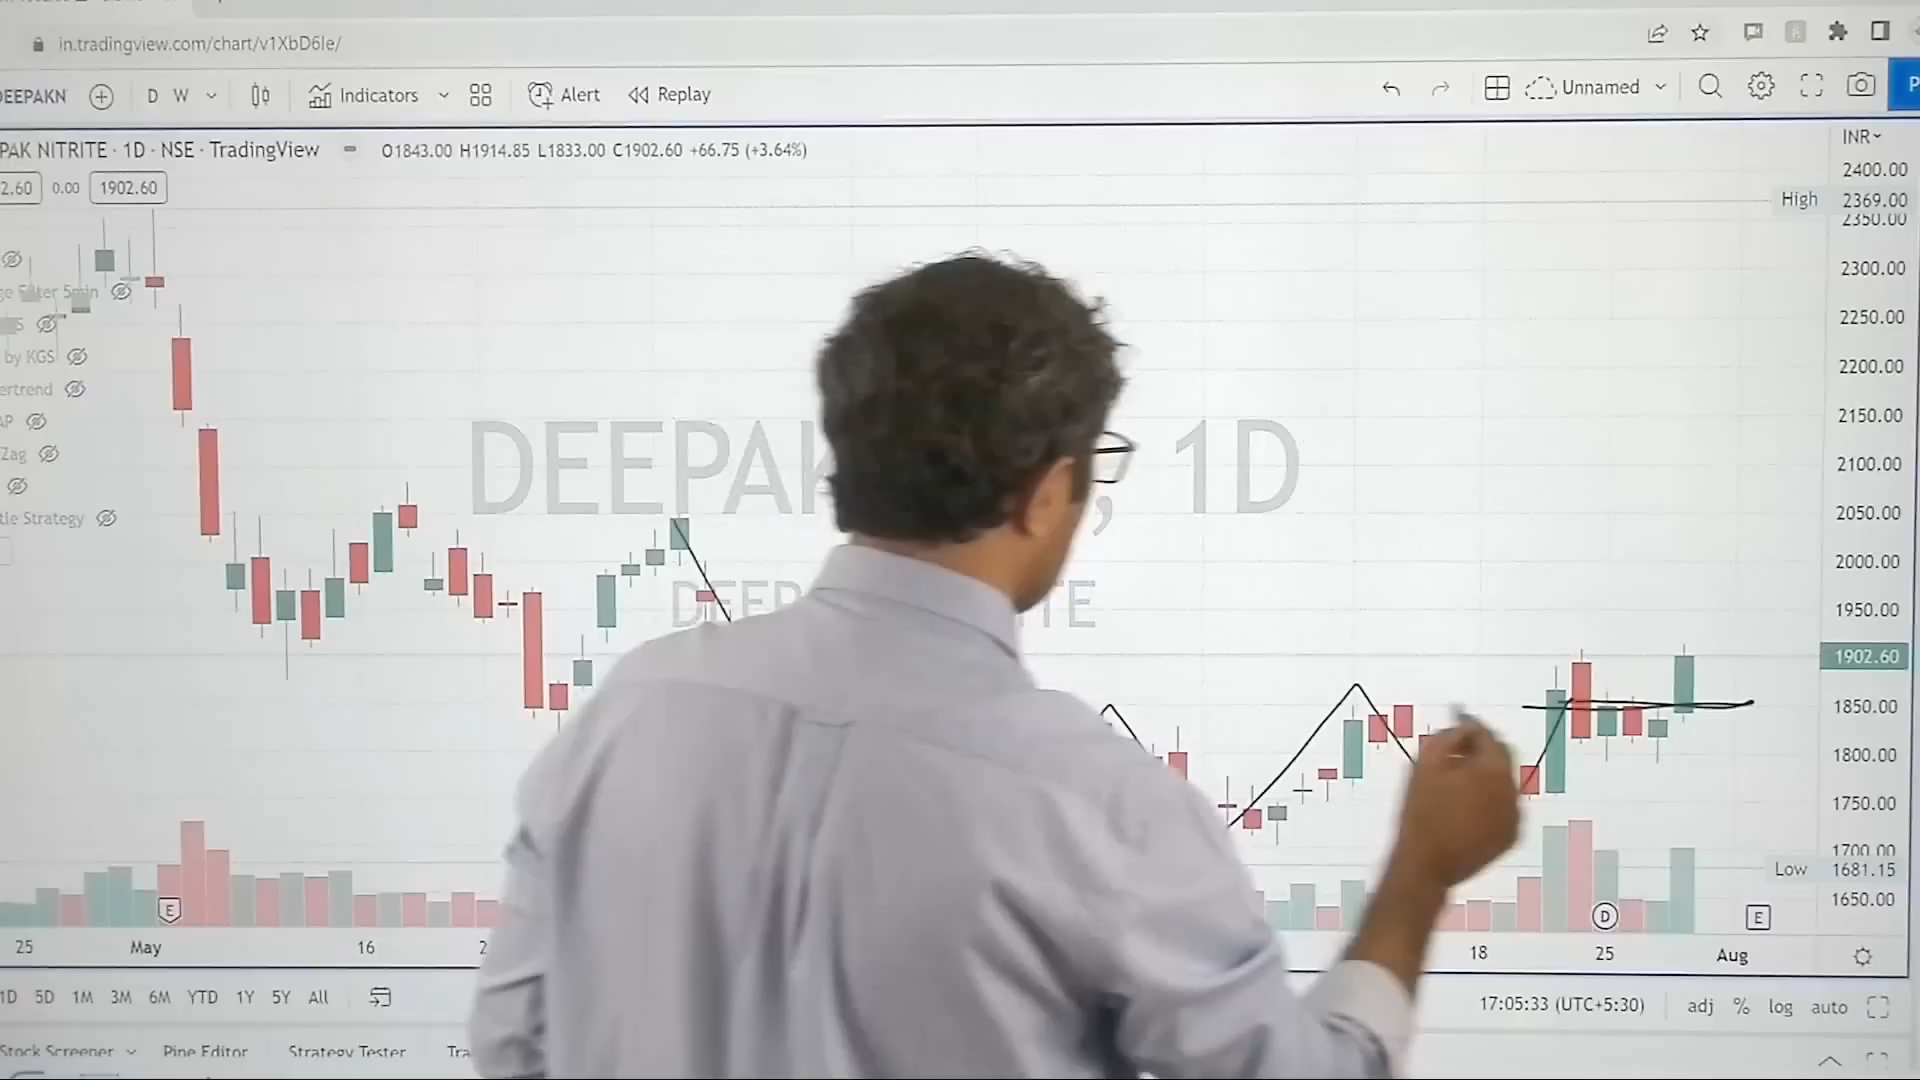 in.tradingview.com/chart/v1XbD6Ie/
DEEPAKN D W Indicators Alert Replay Unnamed P
PAK NITRITE · 1D · NSE · TradingView O1843.00 H1914.85 L1833.00 C1902.60 +66.75 (+3.64%) INR
2.60 0.00 1902.60
2400.00
High 2369.00
2350.00
ge Filter 5min
2300.00
S
2250.00
by KGS
2200.00
ertrend
2150.00
AP
Zag
2100.00
DEEPAK , 1D
tle Strategy
2050.00
2000.00
DEEP ITE
1950.00
1902.60
1850.00
1800.00
1750.00
1700.00
Low 1681.15
1650.00
E D E
25 May 16 2 18 25 Aug
1D 5D 1M 3M 6M YTD 1Y 5Y All 17:05:33 (UTC+5:30) adj % log auto
Stock Screener Pine Editor Strategy Tester Tra